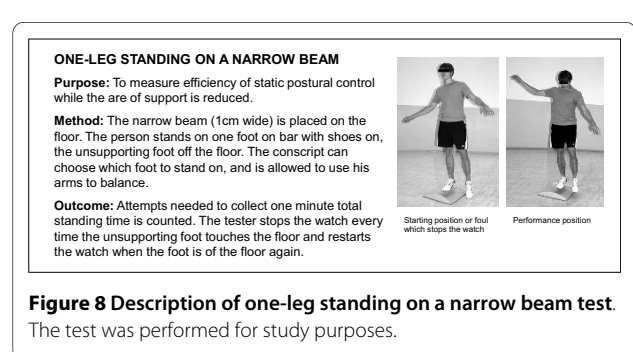 ONE-LEG STANDING ON A NARROW BEAM
Purpose: To measure efficiency of static postural control
while the are of support is reduced.
Method: The narrow beam (1cm wide) is placed on the
floor. The person stands on one foot on bar with shoes on,
the unsupporting foot off the floor. The conscript can
choose which foot to stand on, and is allowed to use his
arms to balance.
Outcome: Attempts needed to collect one minute total
standing time is counted. The tester stops the watch every
time the unsupporting foot touches the floor and restarts
the watch when the foot is of the floor again.
Starting position or foul
which stops the watch
Performance position
Figure 8 Description of one-leg standing on a narrow beam test.
The test was performed for study purposes.